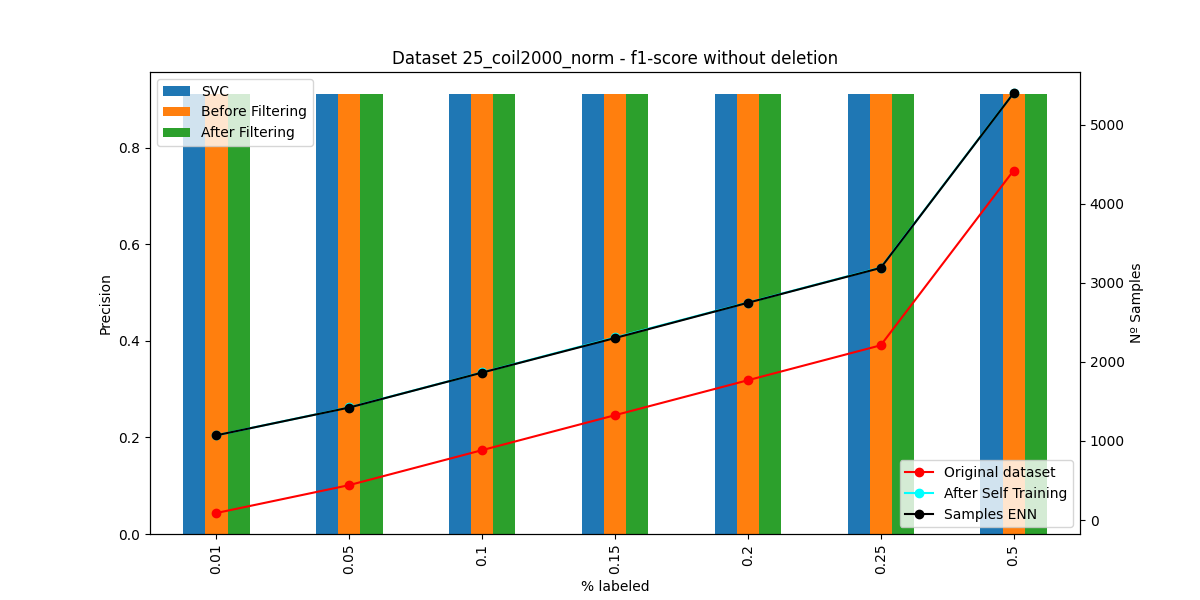 Dataset 25_coil2000_norm - f1-score without deletion
SVC
Before Filtering
After Filtering
Precision
0.8
0.6
0.4
0.2
0.0
5000
4000
3000
2000
1000
0
Nº Samples
Original dataset
After Self Training
Samples ENN
0.01
0.05
0.1
0.15
0.2
0.25
0.5
% labeled